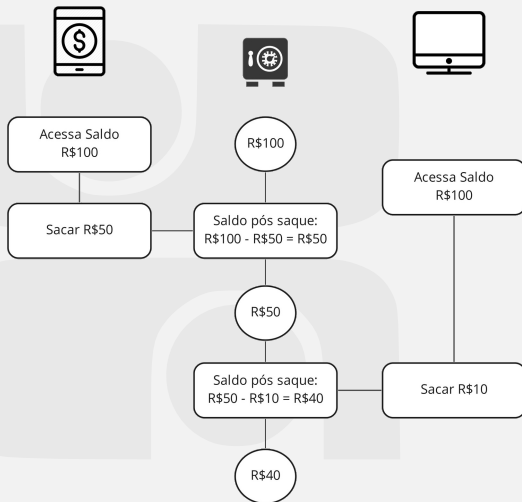 Acessa Saldo
R$100
R$100
Acessa Saldo
R$100
Sacar R$50
Saldo pós saque:
R$100 - R$50 = R$50
R$50
Saldo pós saque:
R$50 - R$10 = R$40
Sacar R$10
R$40